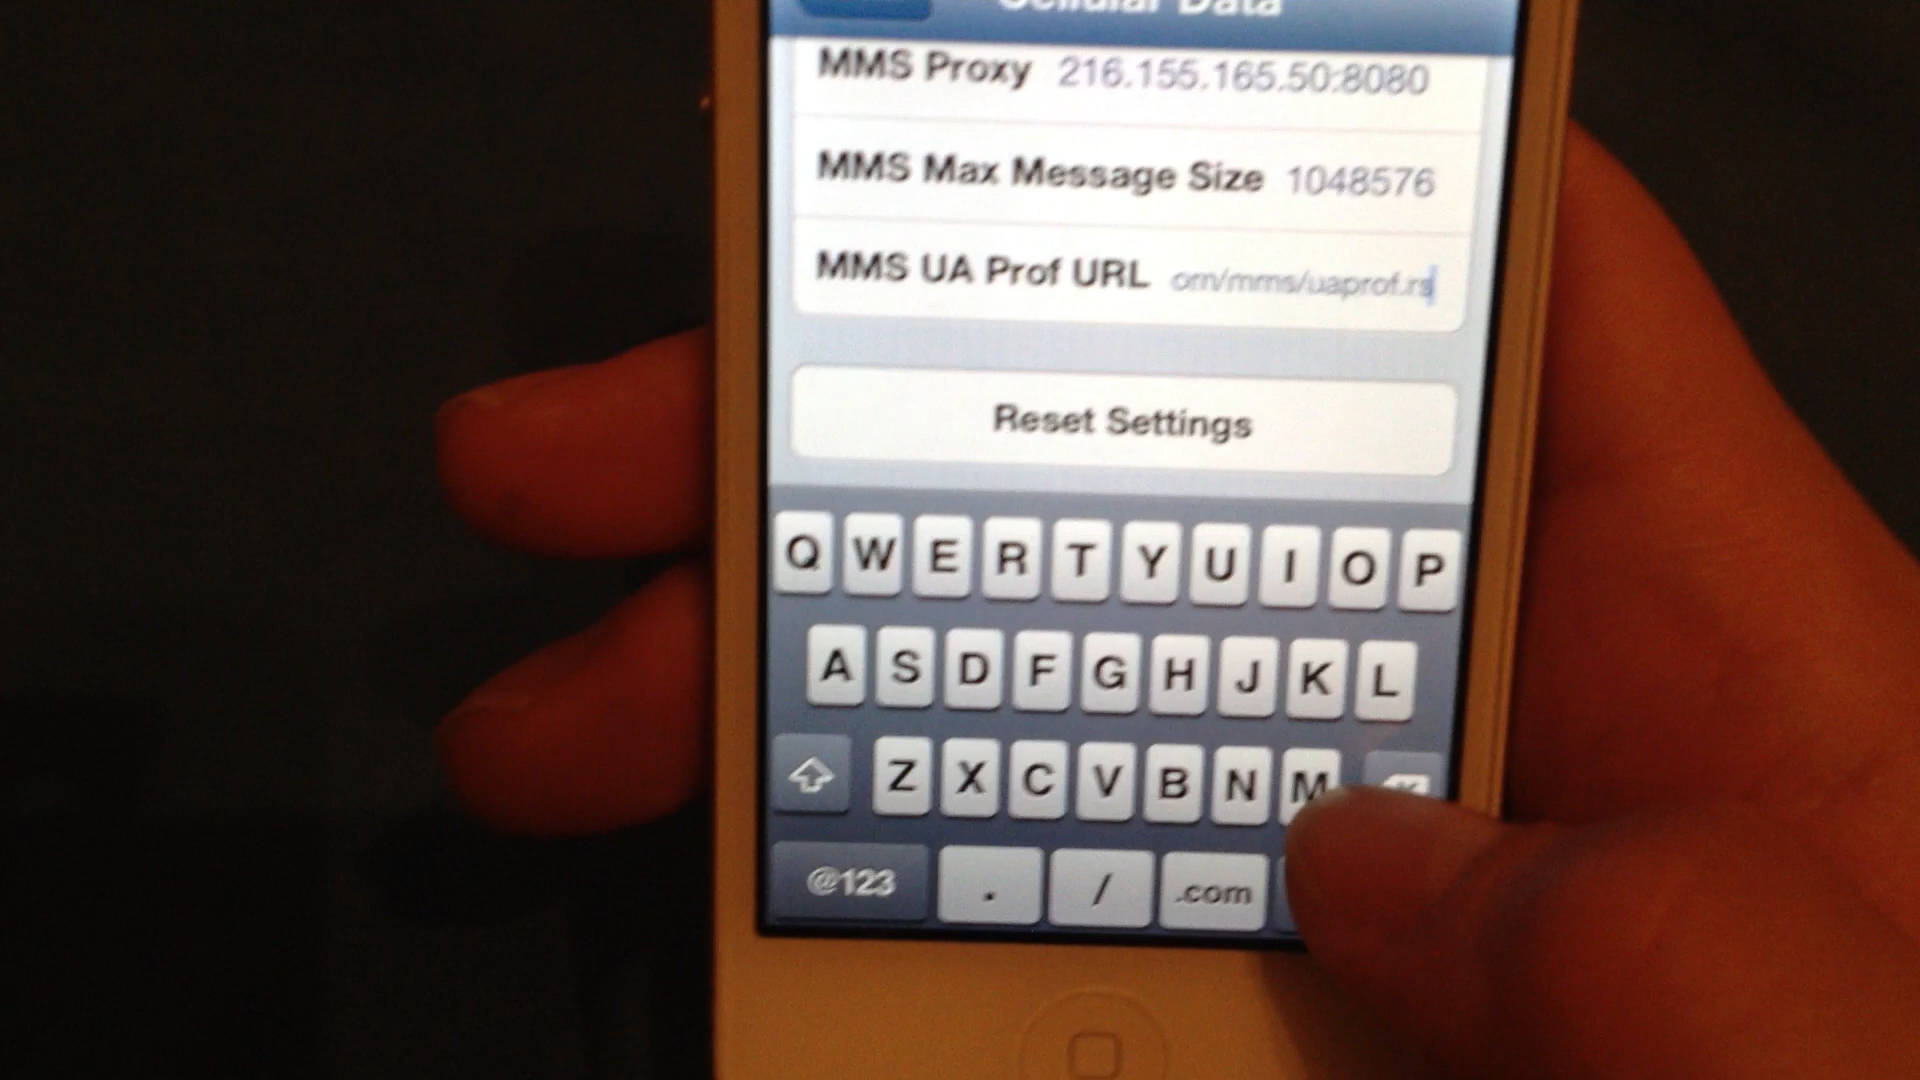 Cellular Data
MMS Proxy 216.155.165.50:8080
MMS Max Message Size 1048576
MMS UA Prof URL om/mms/uaprof.rs
Reset Settings
Q W E R T Y U I O P
A S D F G H J K L
Z X C V B N M
@123 . / .com